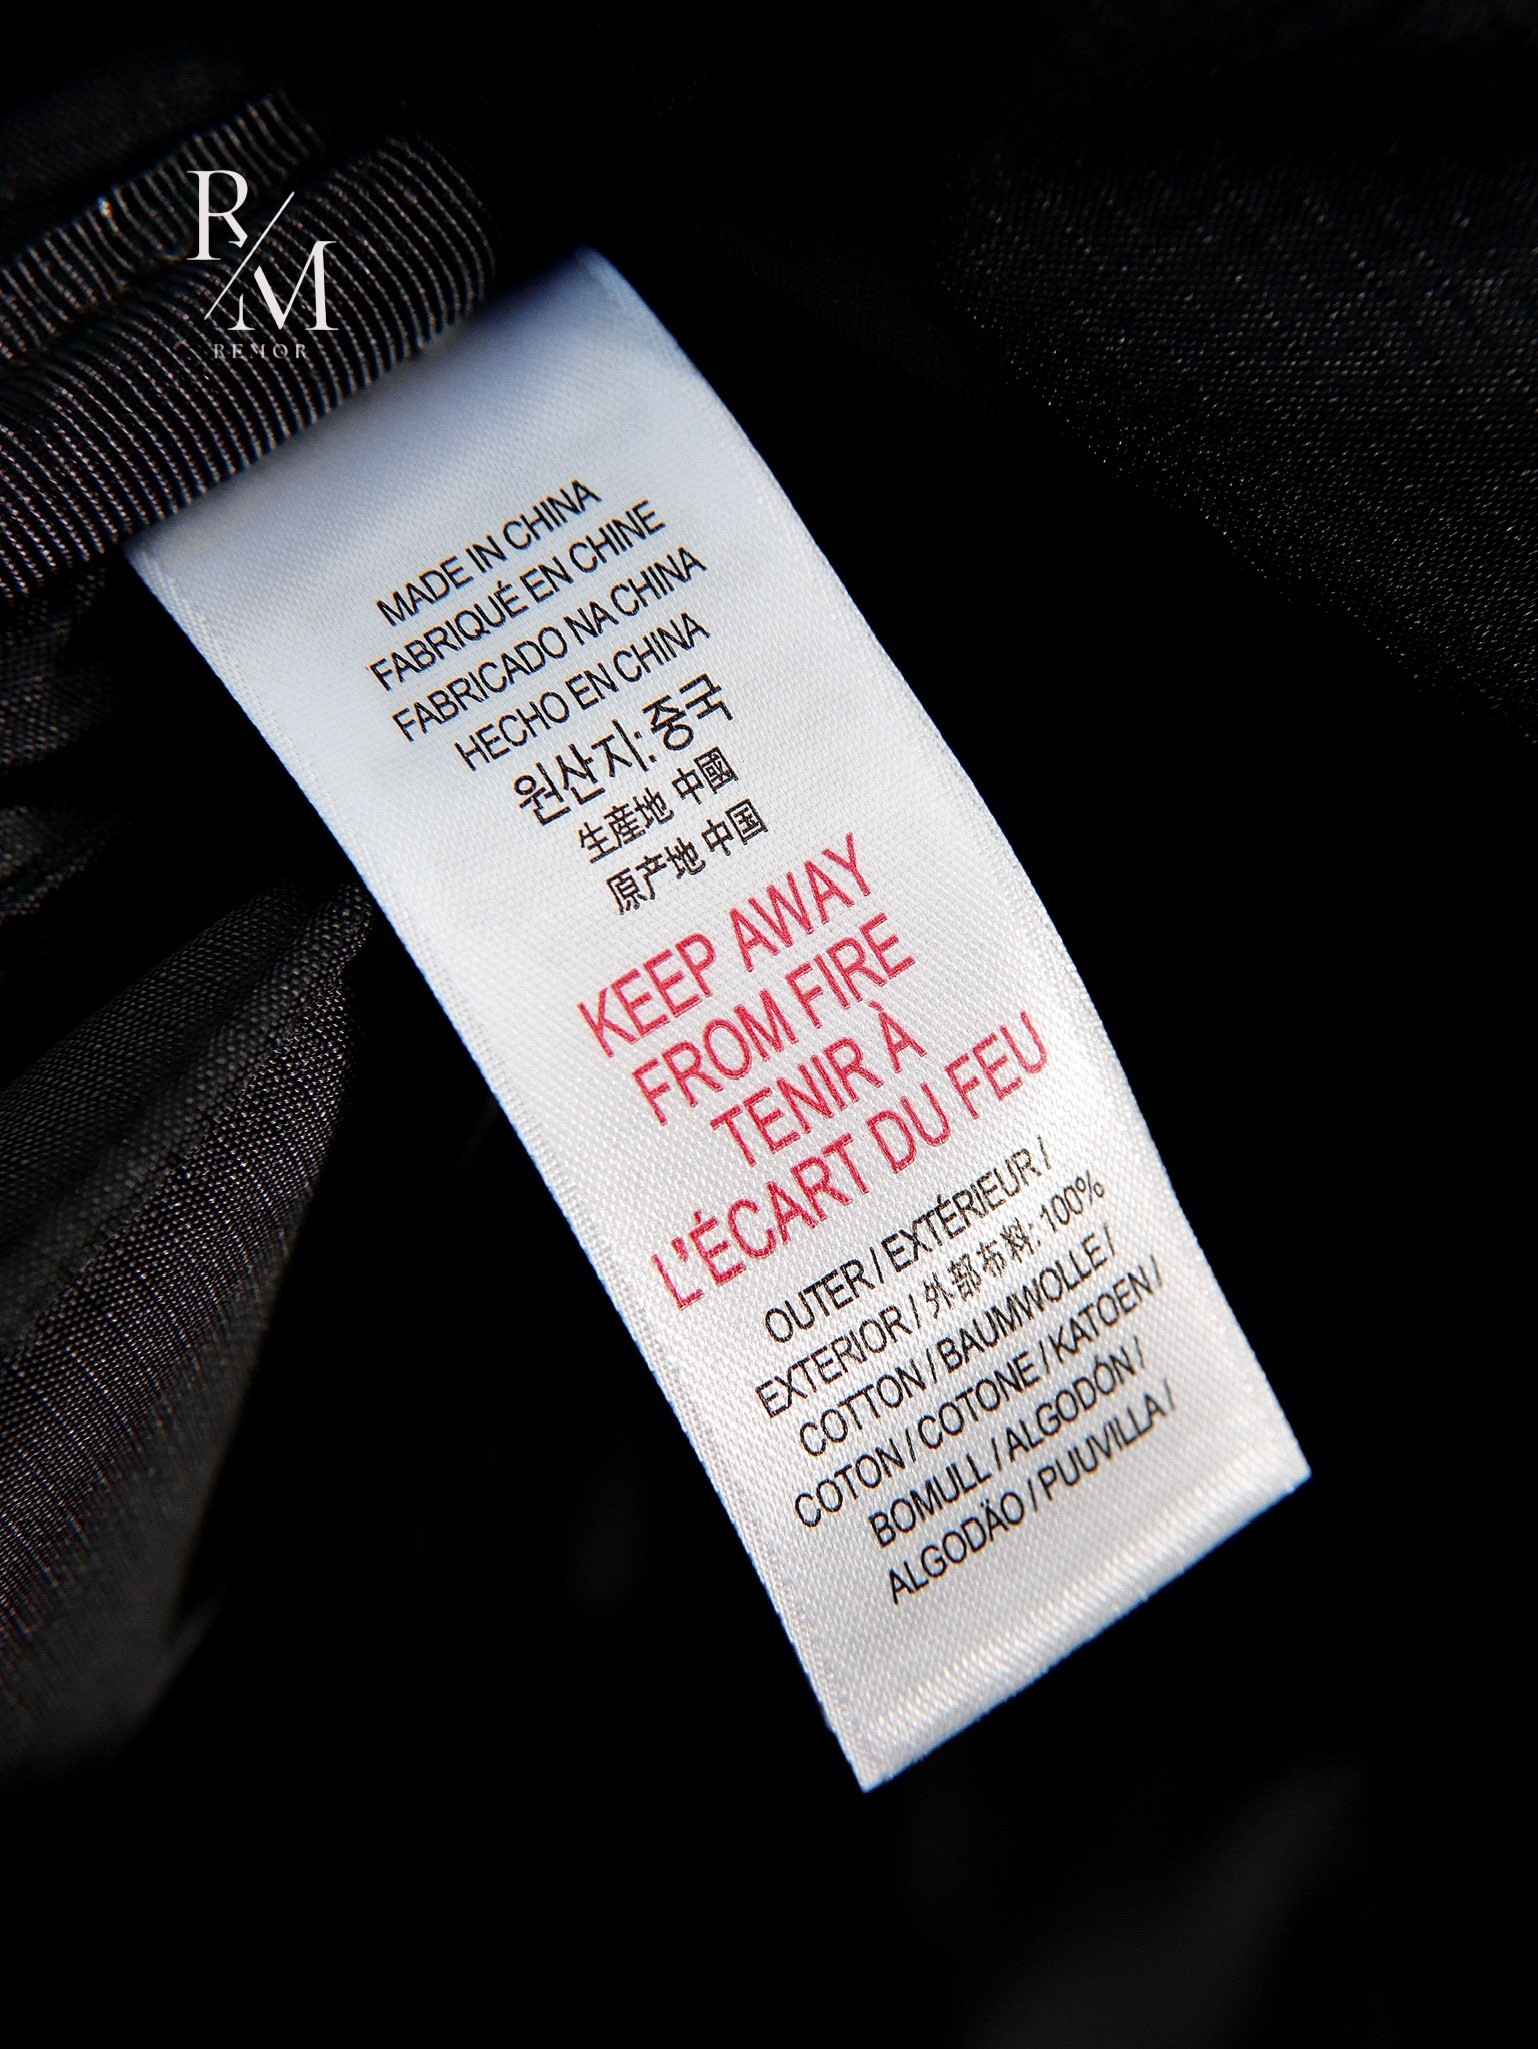 R/M
REMOR
MADE IN CHINA
FABRIQUÉ EN CHINE
FABRICADO NA CHINA
HECHO EN CHINA
원산지: 중국
生産地 中國
原产地 中国
KEEP AWAY
FROM FIRE
TENIR À
L'ÉCART DU FEU
OUTER / EXTÉRIEUR /
EXTERIOR / 外部布料: 100%
COTTON / BAUMWOLLE /
COTON / COTONE / KATOEN /
BOMULL / ALGODÓN /
ALGODÄO / PUUVILLA /